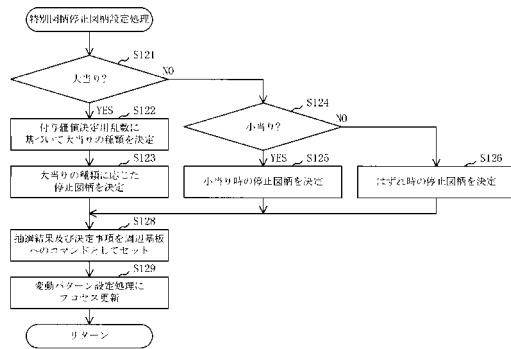 特別図柄停止図柄設定処理
S121
大当り?
NO
YES
S122
付与価値決定用乱数に
基づいて大当りの種類を決定
S123
大当りの種類に応じた
停止図柄を決定
S124
小当り?
NO
YES
S125
小当り時の停止図柄を決定
S126
はずれ時の停止図柄を決定
S128
抽選結果及び決定事項を周辺基板
へのコマンドとしてセット
S129
変動パターン設定処理に
プロセス更新
リターン